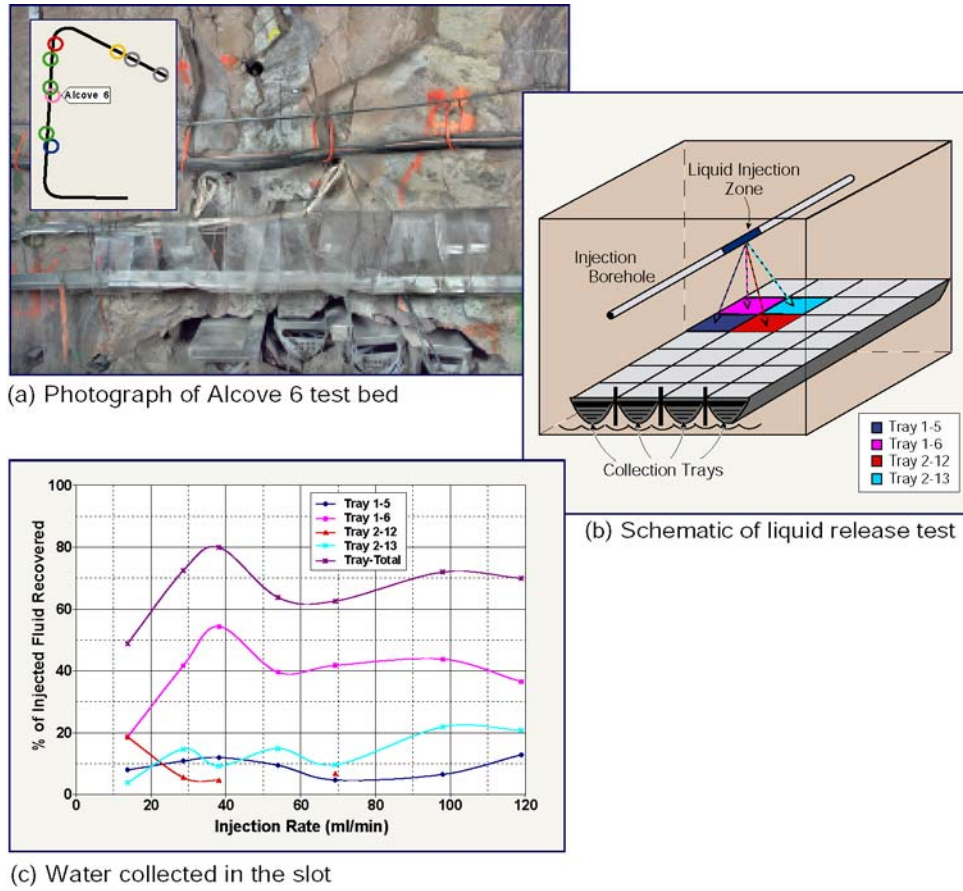 Alcove 6
(a) Photograph of Alcove 6 test bed
Liquid Injection
Zone
Injection
Borehole
Collection Trays
Tray 1-5
Tray 1-6
Tray 2-12
Tray 2-13
(b) Schematic of liquid release test
% of Injected Fluid Recovered
100
80
60
40
20
0
0 20 40 60 80 100 120
Injection Rate (ml/min)
Tray 1-5
Tray 1-6
Tray 2-12
Tray 2-13
Tray-Total
(c) Water collected in the slot